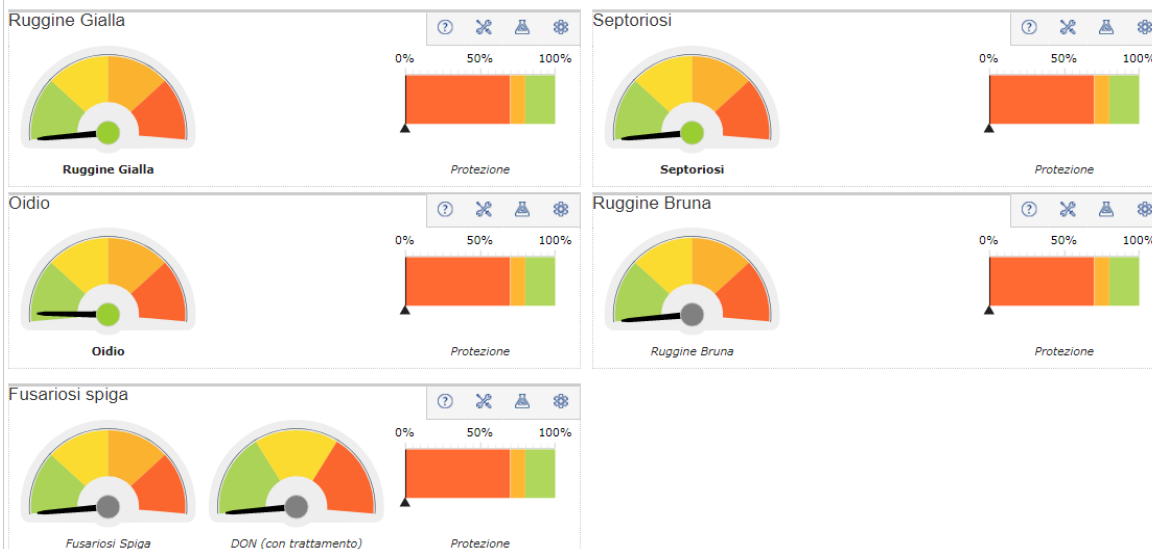 Ruggine Gialla
?
0% 50% 100%
Ruggine Gialla
Protezione
Septoriosi
?
0% 50% 100%
Septoriosi
Protezione
Oidio
?
0% 50% 100%
Oidio
Protezione
Ruggine Bruna
?
0% 50% 100%
Ruggine Bruna
Protezione
Fusariosi spiga
?
0% 50% 100%
Fusariosi Spiga
DON (con trattamento)
Protezione